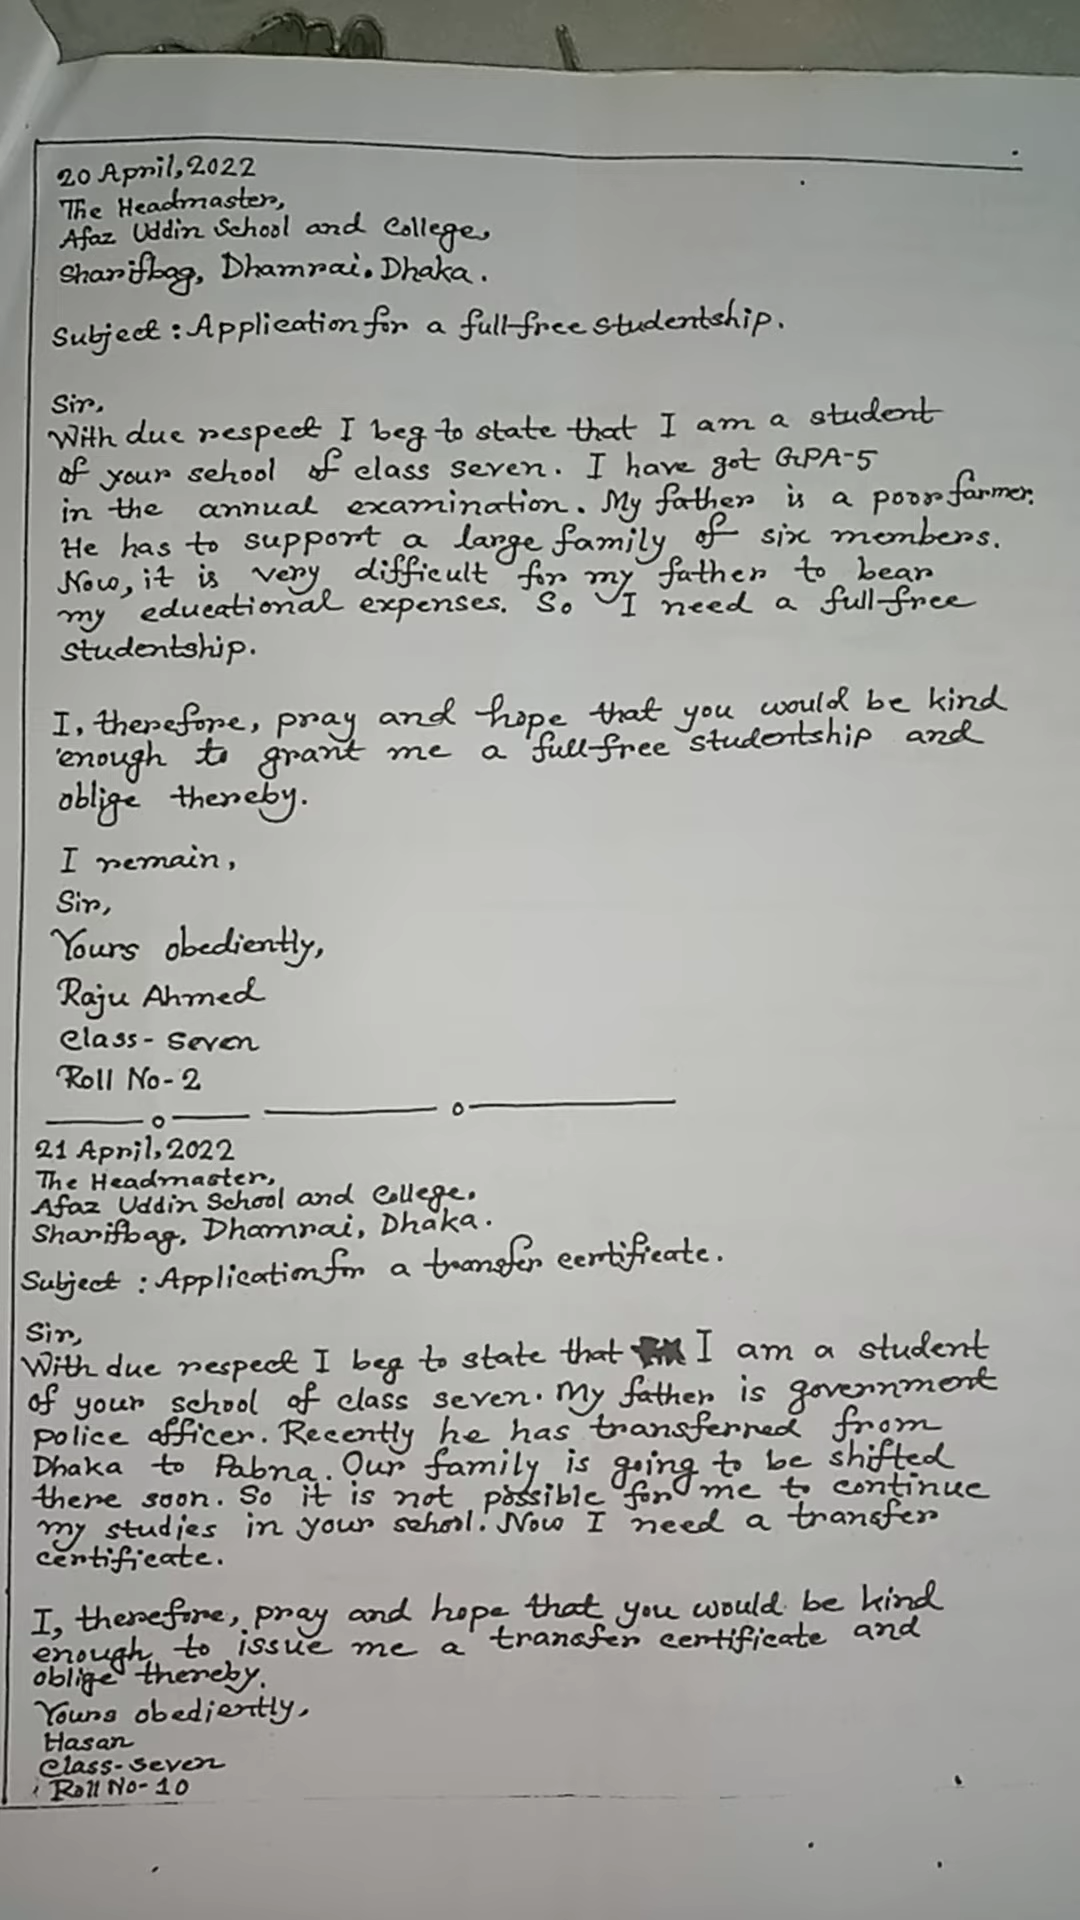 20 April, 2022
The Headmaster,
Afaz Uddin School and College,
Sharifbag, Dhamrai. Dhaka.
Subject : Application for a full-free studentship.
Sir,
With due respect I beg to state that I am a student
of your school of class seven. I have got GPA-5
in the annual examination. My father is a poor farmer.
He has to support a large family of six members.
Now, it is very difficult for my father to bear
my educational expenses. So I need a full-free
studentship.
I, therefore, pray and hope that you would be kind
enough to grant me a full-free studentship and
oblige thereby.
I remain,
Sir,
Yours obediently,
Raju Ahmed
Class - Seven
Roll No - 2
21 April, 2022
The Headmaster,
Afaz Uddin School and College,
Sharifbag, Dhamrai, Dhaka.
Subject : Application for a transfer certificate.
Sir,
With due respect I beg to state that I am a student
of your school of class seven. My father is government
police officer. Recently he has transferred from
Dhaka to Pabna. Our family is going to be shifted
there soon. So it is not possible for me to continue
my studies in your school. Now I need a transfer
certificate.
I, therefore, pray and hope that you would be kind
enough to issue me a transfer certificate and
oblige thereby.
Yours obediently,
Hasan
Class - Seven
Roll No - 10